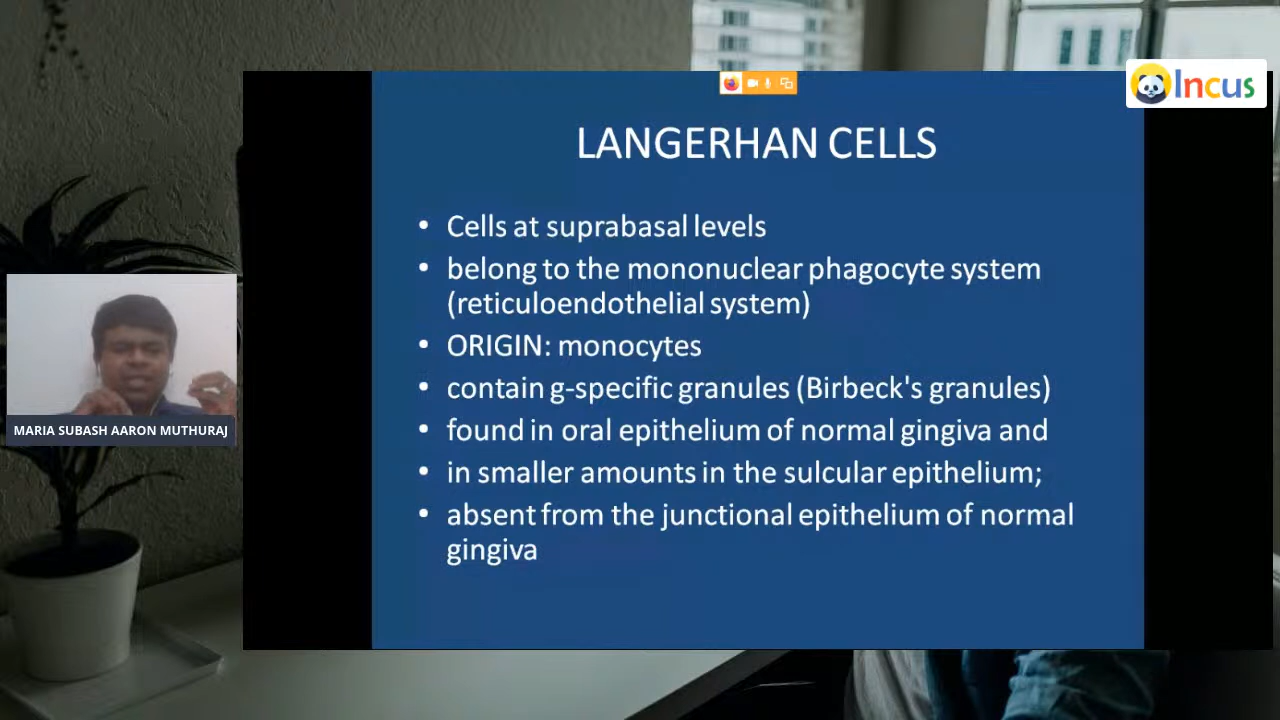 Incus
LANGERHAN CELLS
• Cells at suprabasal levels
• belong to the mononuclear phagocyte system
(reticuloendothelial system)
• ORIGIN: monocytes
• contain g-specific granules (Birbeck's granules)
• found in oral epithelium of normal gingiva and
• in smaller amounts in the sulcular epithelium;
• absent from the junctional epithelium of normal
gingiva
MARIA SUBASH AARON MUTHURAJ